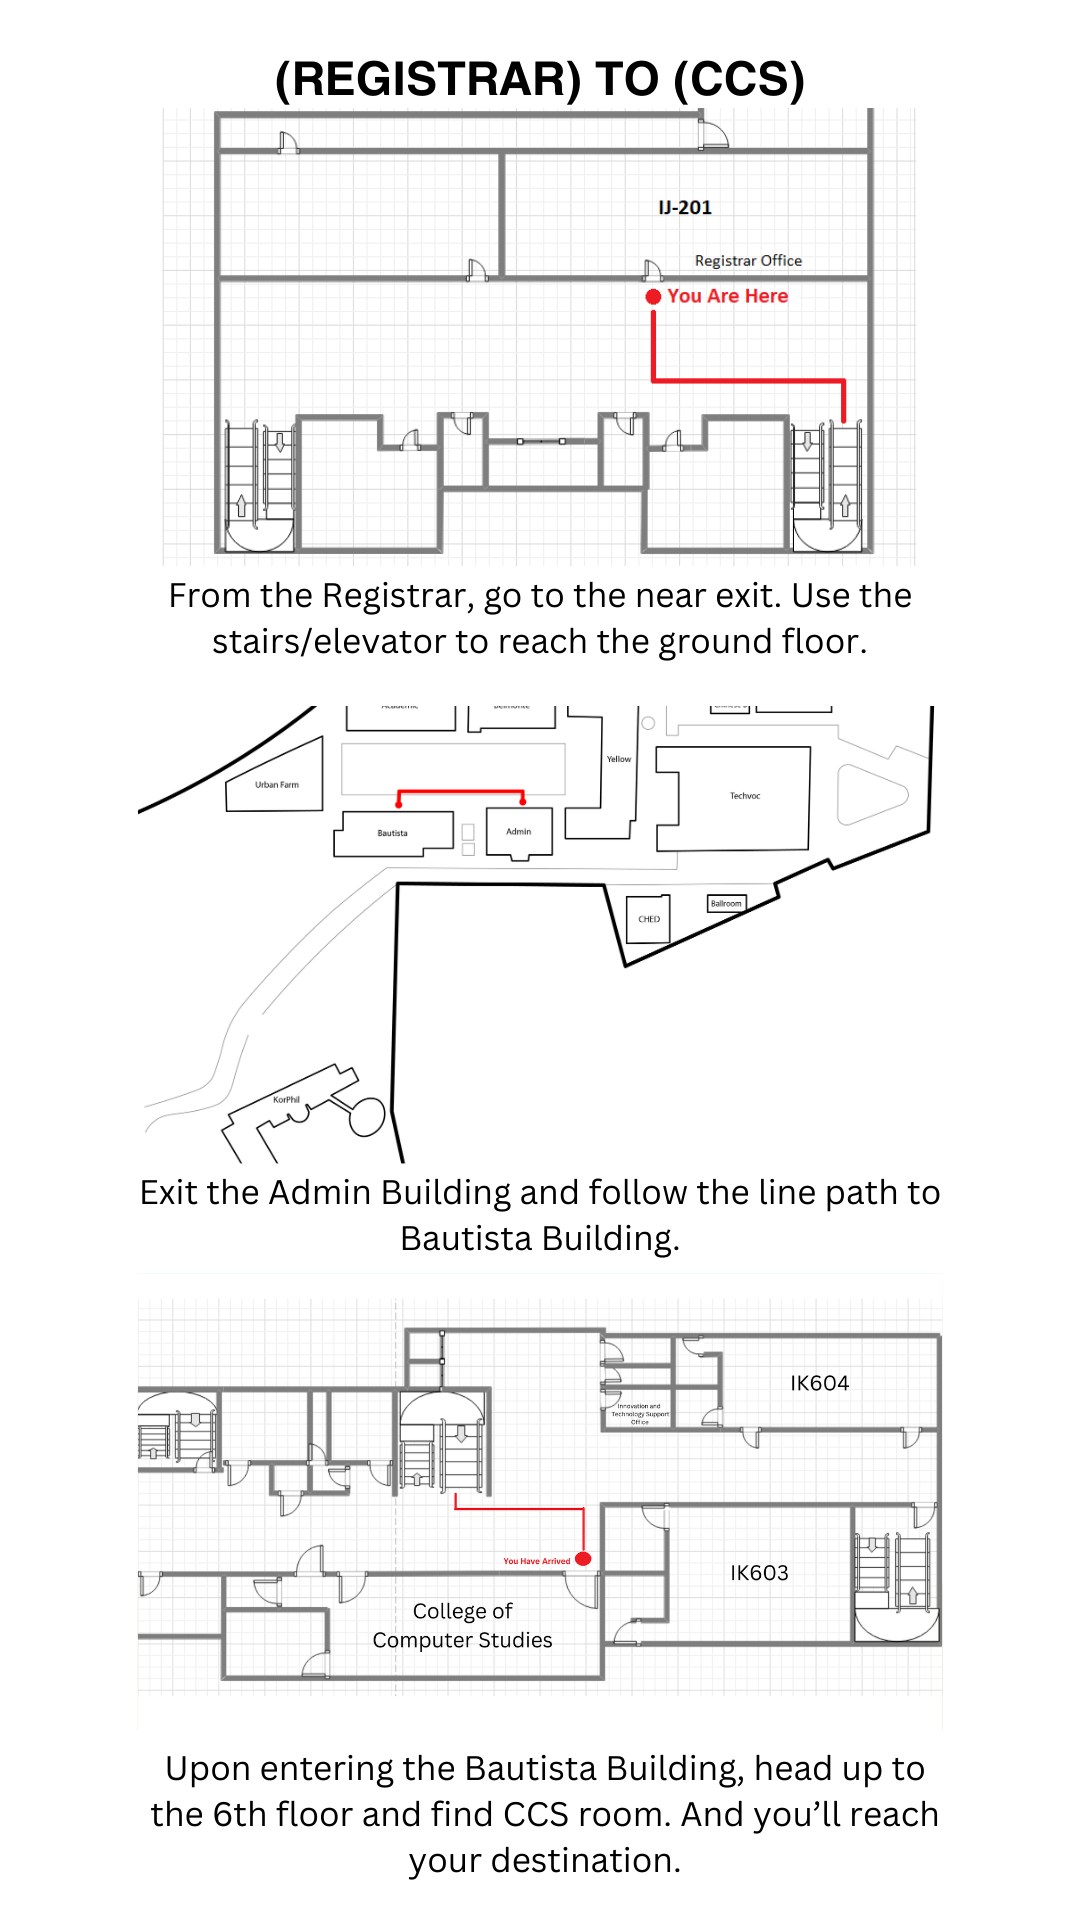 (REGISTRAR) TO (CCS)
IJ-201
Registrar Office
You Are Here
From the Registrar, go to the near exit. Use the
stairs/elevator to reach the ground floor.
Academic
Belmonte
Yellow
Urban Farm
Techvoc
Bautista
Admin
CHED
Ballroom
KorPhil
Exit the Admin Building and follow the line path to
Bautista Building.
IK604
Innovation and
Technology Support
Office
You Have Arrived
IK603
College of
Computer Studies
Upon entering the Bautista Building, head up to
the 6th floor and find CCS room. And you’ll reach
your destination.